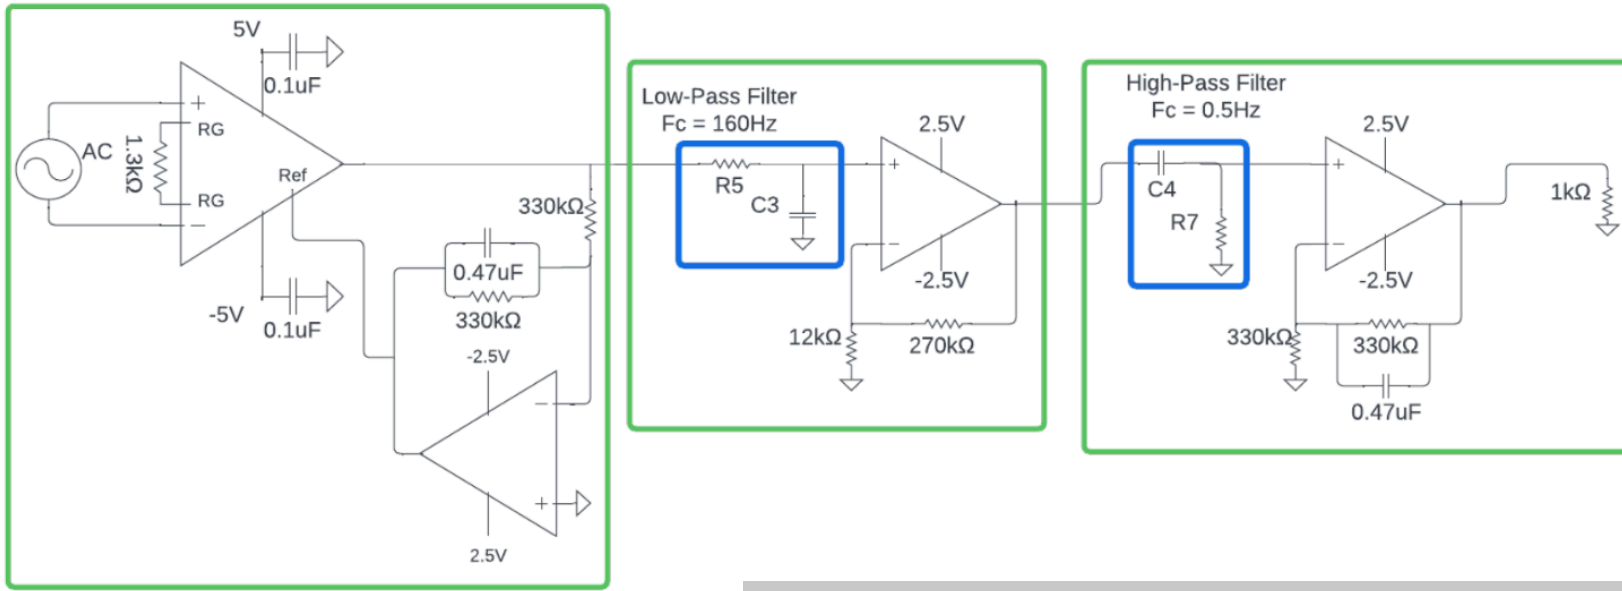 5V
0.1uF
+
AC
1.3kΩ
RG
Ref
RG
−
-5V
0.1uF
330kΩ
0.47uF
330kΩ
-2.5V
−
+
2.5V
Low-Pass Filter
Fc = 160Hz
R5
C3
2.5V
+
−
-2.5V
12kΩ
270kΩ
High-Pass Filter
Fc = 0.5Hz
C4
R7
2.5V
+
−
-2.5V
330kΩ
330kΩ
0.47uF
1kΩ